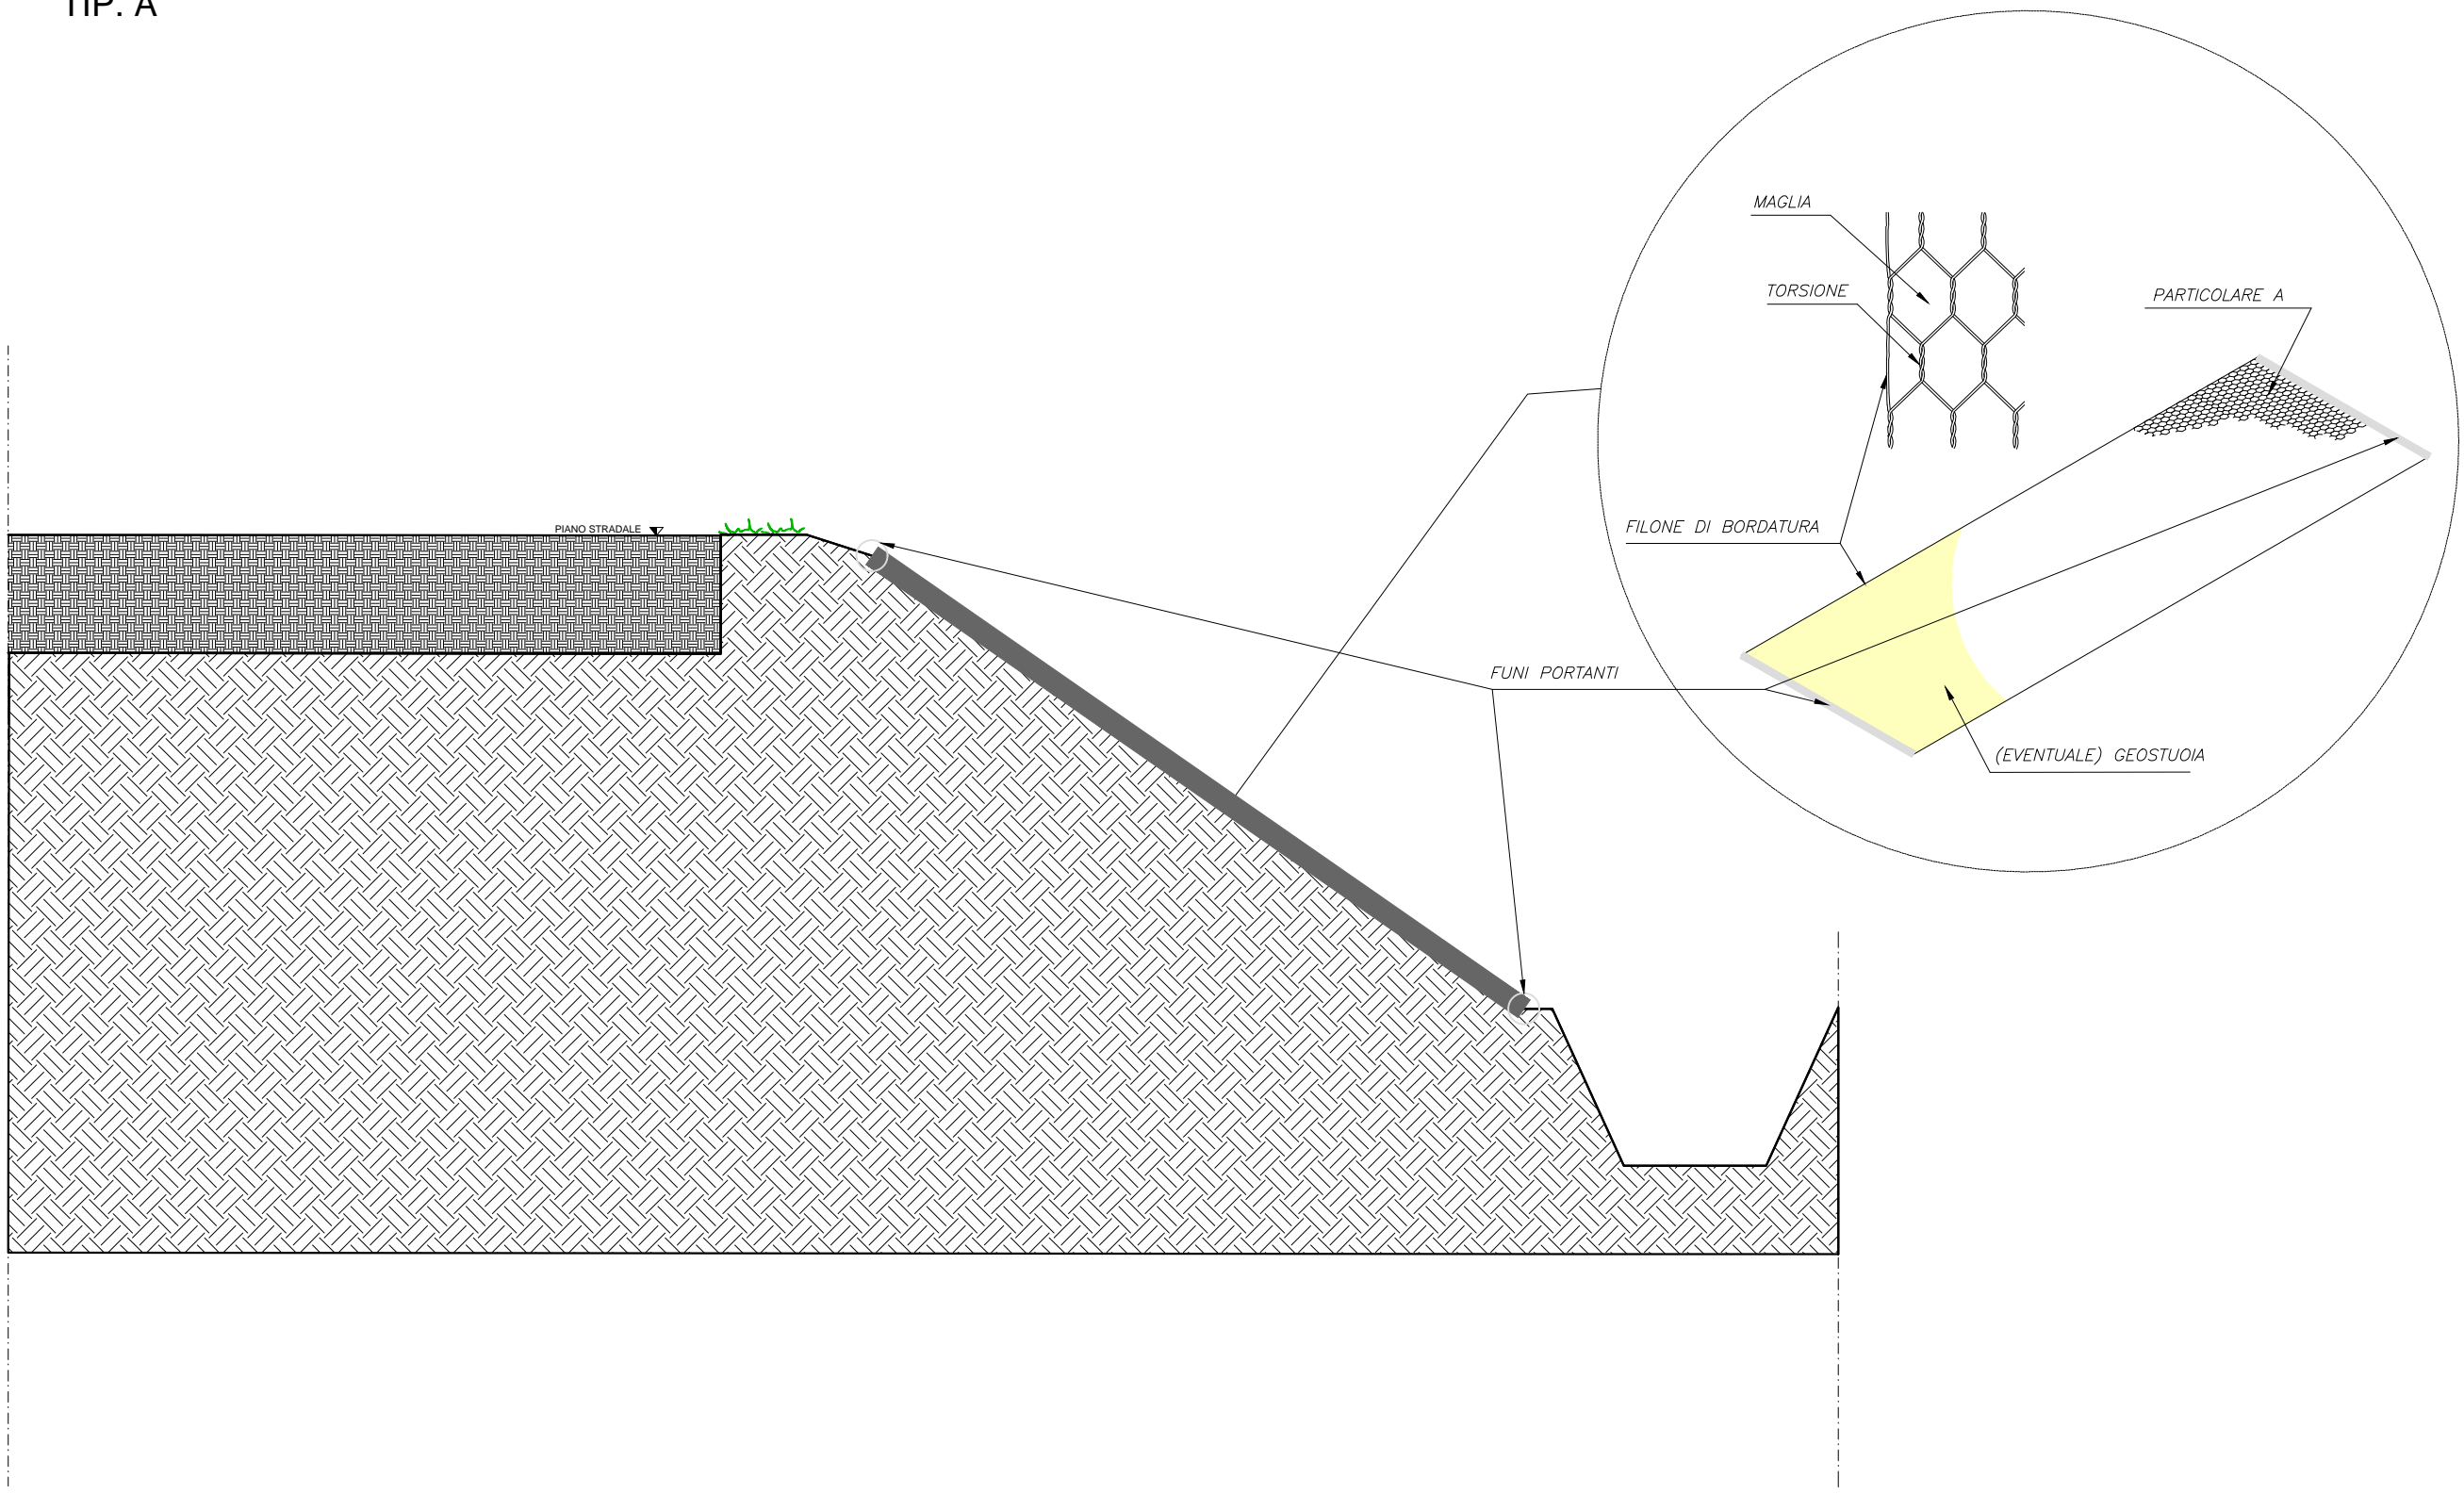 TIP. A
MAGLIA
TORSIONE
PARTICOLARE A
PIANO STRADALE
FILONE DI BORDATURA
FUNI PORTANTI
(EVENTUALE) GEOSTUOIA